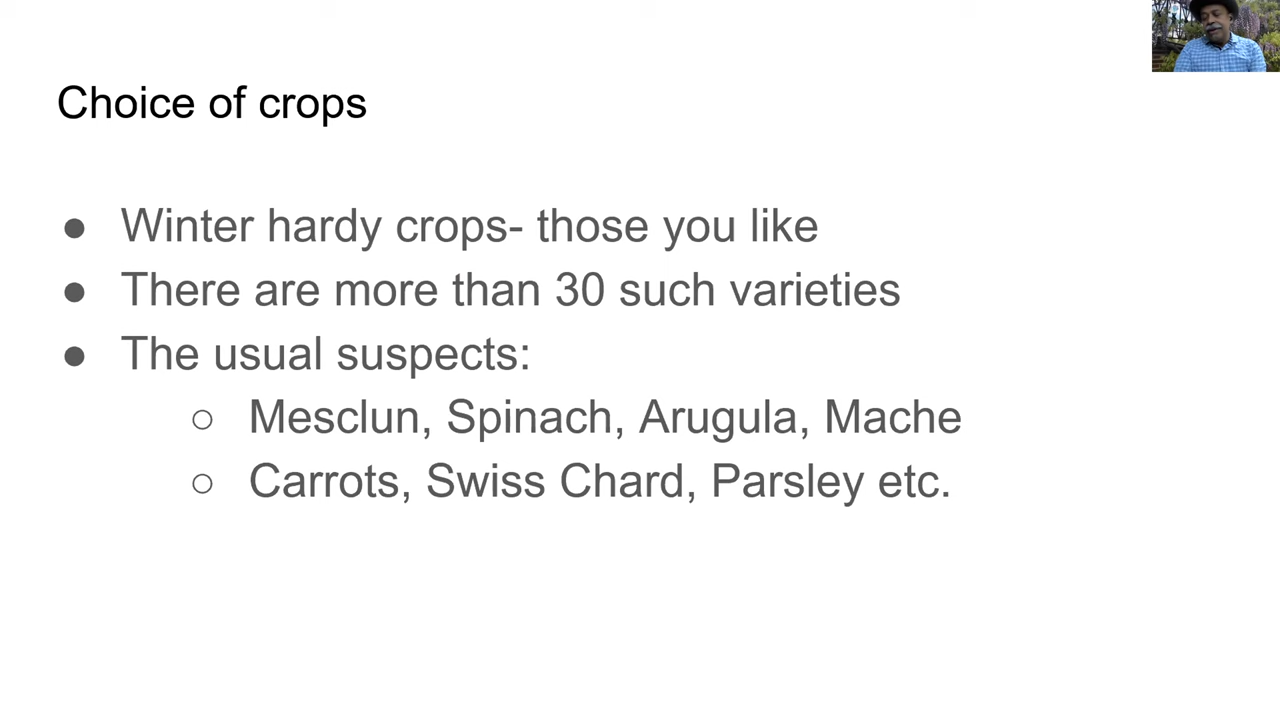 Choice of crops
● Winter hardy crops- those you like
● There are more than 30 such varieties
● The usual suspects:
○ Mesclun, Spinach, Arugula, Mache
○ Carrots, Swiss Chard, Parsley etc.